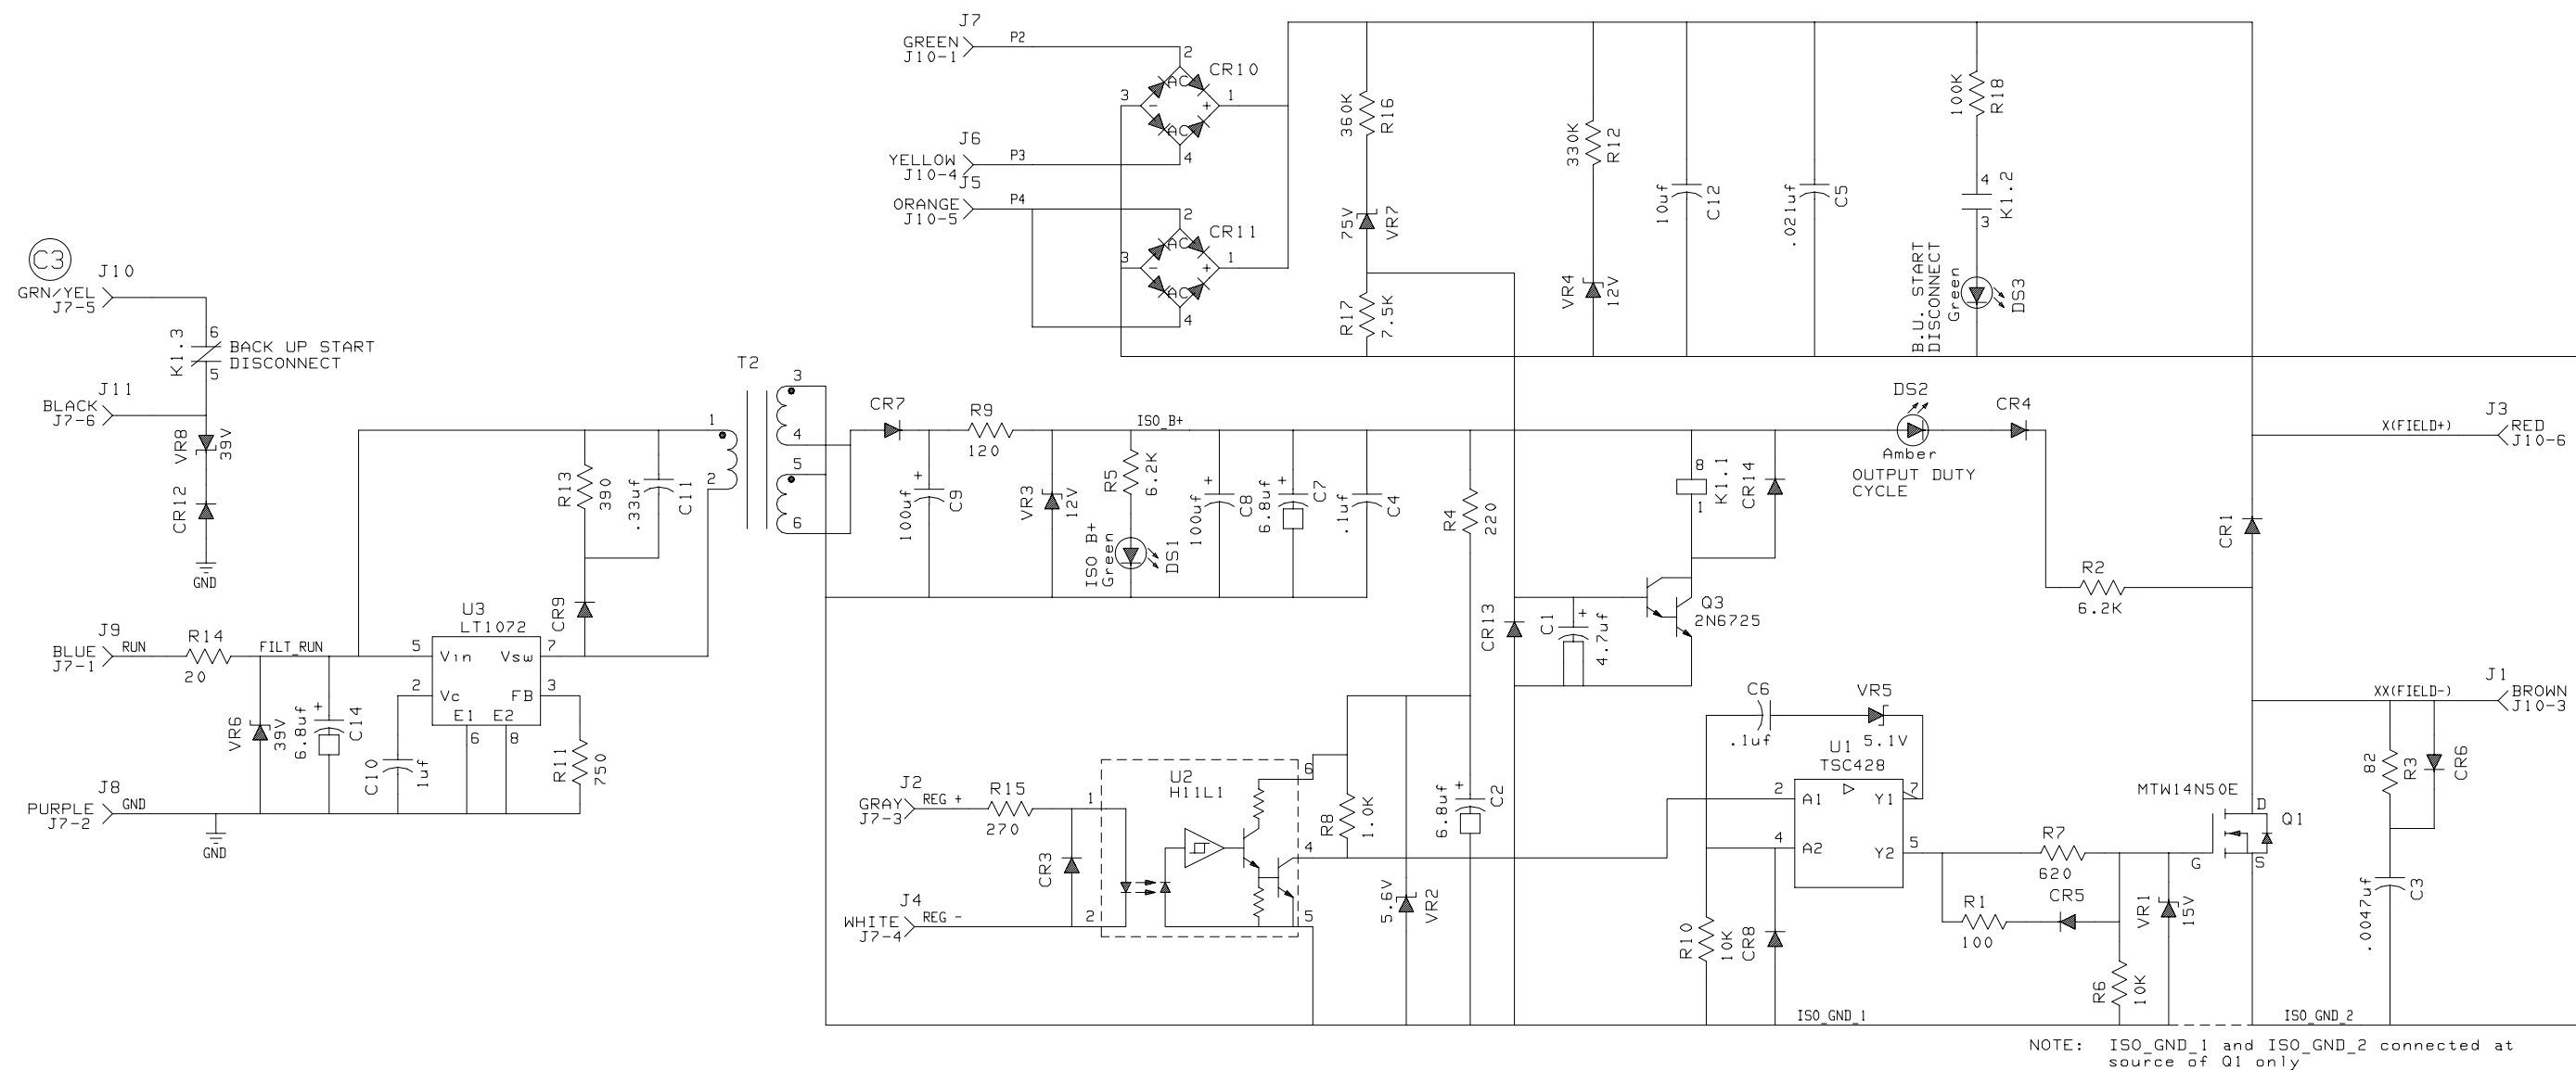 J7
GREEN
J10-1
P2
2
AC
CR10
3
-
+
1
AC
4
J6
YELLOW
J10-4
P3
J5
ORANGE
J10-5
P4
2
AC
CR11
3
-
+
1
AC
4
360K
R16
75V
VR7
R17
7.5K
330K
R12
VR4
12V
10uf
C12
.021uf
C5
100K
R18
4
K1.2
3
B.U. START
DISCONNECT
Green
DS3
C3
J10
GRN/YEL
J7-5
K1.3
6
5
BACK UP START
DISCONNECT
J11
BLACK
J7-6
VR8
39V
CR12
GND
J9
BLUE
J7-1
RUN
R14
20
FILT_RUN
VR6
39V
6.8uf
+
C14
J8
PURPLE
J7-2
GND
GND
U3
LT1072
5
Vin
Vsw
7
2
Vc
FB
3
E1
E2
6
8
C10
1uf
R11
750
CR9
R13
390
.33uf
C11
T2
1
2
3
4
5
6
CR7
R9
120
ISO_B+
100uf
+
C9
VR3
12V
R5
6.2K
ISO B+
Green
DS1
100uf
+
C8
6.8uf
+
C7
.1uf
C4
R4
220
8
K1.1
1
CR14
DS2
Amber
OUTPUT DUTY
CYCLE
CR4
R2
6.2K
CR1
X(FIELD+)
J3
RED
J10-6
CR13
C1
+
4.7uf
Q3
2N6725
XX(FIELD-)
J1
BROWN
J10-3
J2
GRAY
J7-3
REG +
R15
270
1
U2
H11L1
6
4
5
2
CR3
J4
WHITE
J7-4
REG -
R8
1.0K
5.6V
VR2
6.8uf
+
C2
C6
.1uf
VR5
5.1V
U1
TSC428
2
A1
Y1
7
4
A2
Y2
5
R10
10K
CR8
R7
620
R1
100
CR5
VR1
15V
R6
10K
MTW14N50E
D
Q1
G
S
82
R3
CR6
.0047uf
C3
ISO_GND_1
ISO_GND_2
NOTE: ISO_GND_1 and ISO_GND_2 connected at
source of Q1 only